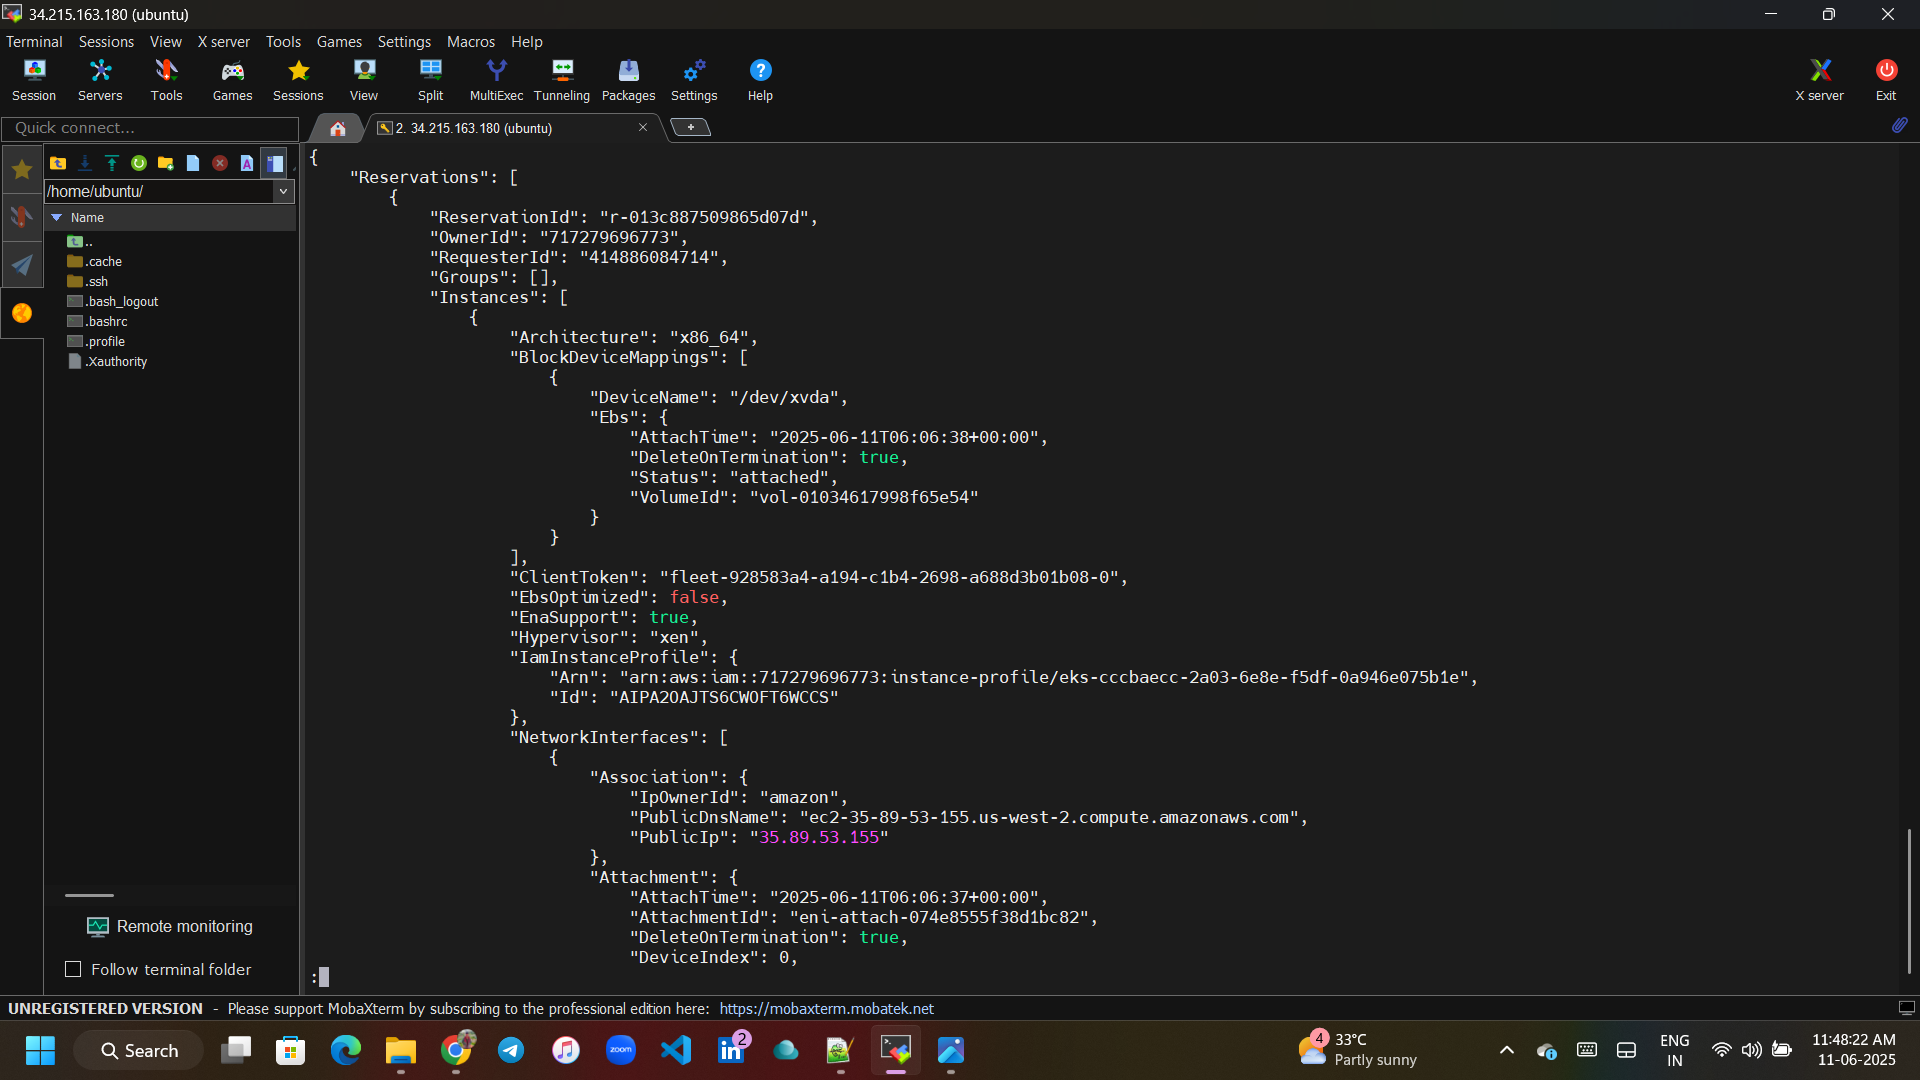 34.215.163.180 (ubuntu)
Terminal Sessions View X server Tools Games Settings Macros Help
Session Servers Tools Games Sessions View Split MultiExec Tunneling Packages Settings Help X server Exit
Quick connect...
2. 34.215.163.180 (ubuntu)
/home/ubuntu/
Name
..
.cache
.ssh
.bash_logout
.bashrc
.profile
.Xauthority
Remote monitoring
Follow terminal folder
{
"Reservations": [
{
"ReservationId": "r-013c887509865d07d",
"OwnerId": "717279696773",
"RequesterId": "414886084714",
"Groups": [],
"Instances": [
{
"Architecture": "x86_64",
"BlockDeviceMappings": [
{
"DeviceName": "/dev/xvda",
"Ebs": {
"AttachTime": "2025-06-11T06:06:38+00:00",
"DeleteOnTermination": true,
"Status": "attached",
"VolumeId": "vol-01034617998f65e54"
}
}
],
"ClientToken": "fleet-928583a4-a194-c1b4-2698-a688d3b01b08-0",
"EbsOptimized": false,
"EnaSupport": true,
"Hypervisor": "xen",
"IamInstanceProfile": {
"Arn": "arn:aws:iam::717279696773:instance-profile/eks-cccbaecc-2a03-6e8e-f5df-0a946e075b1e",
"Id": "AIPA2OAJTS6CWOFT6WCCS"
},
"NetworkInterfaces": [
{
"Association": {
"IpOwnerId": "amazon",
"PublicDnsName": "ec2-35-89-53-155.us-west-2.compute.amazonaws.com",
"PublicIp": "35.89.53.155"
},
"Attachment": {
"AttachTime": "2025-06-11T06:06:37+00:00",
"AttachmentId": "eni-attach-074e8555f38d1bc82",
"DeleteOnTermination": true,
"DeviceIndex": 0,
:
UNREGISTERED VERSION - Please support MobaXterm by subscribing to the professional edition here: https://mobaxterm.mobatek.net
Search
zoom
2
4
33°C
Partly sunny
ENG
IN
11:48:22 AM
11-06-2025